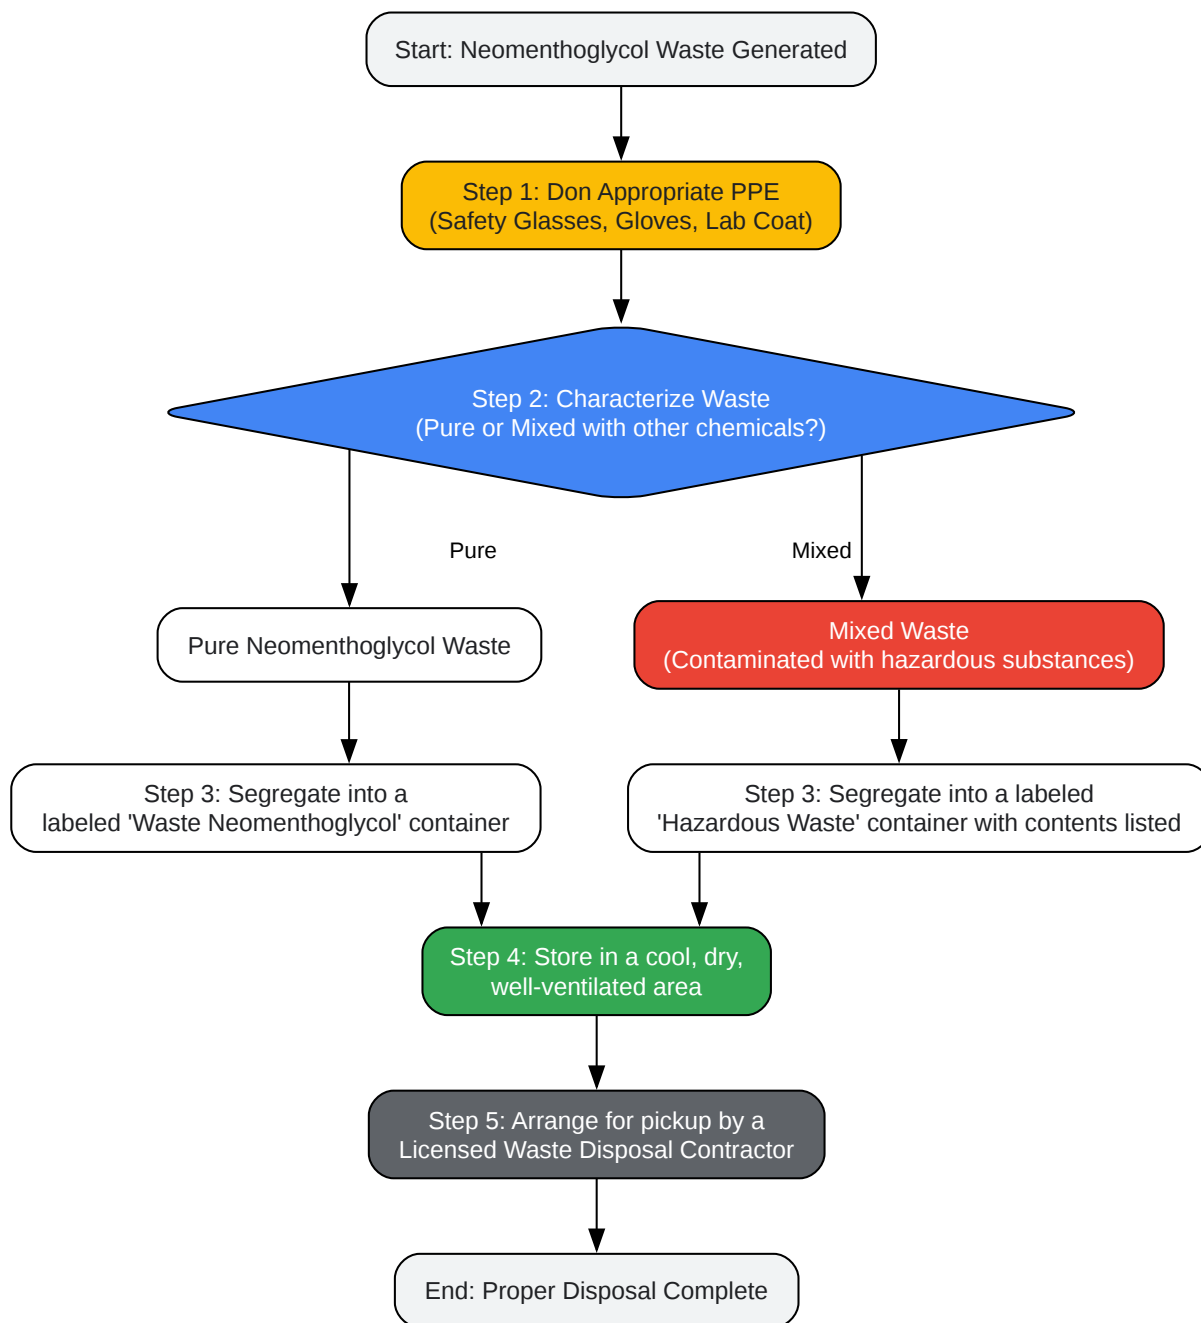 Start: Neomenthoglycol Waste Generated
Step 1: Don Appropriate PPE
(Safety Glasses, Gloves, Lab Coat)
Step 2: Characterize Waste
(Pure or Mixed with other chemicals?)
Pure
Mixed
Pure Neomenthoglycol Waste
Mixed Waste
(Contaminated with hazardous substances)
Step 3: Segregate into a
labeled 'Waste Neomenthoglycol' container
Step 3: Segregate into a labeled
'Hazardous Waste' container with contents listed
Step 4: Store in a cool, dry,
well-ventilated area
Step 5: Arrange for pickup by a
Licensed Waste Disposal Contractor
End: Proper Disposal Complete